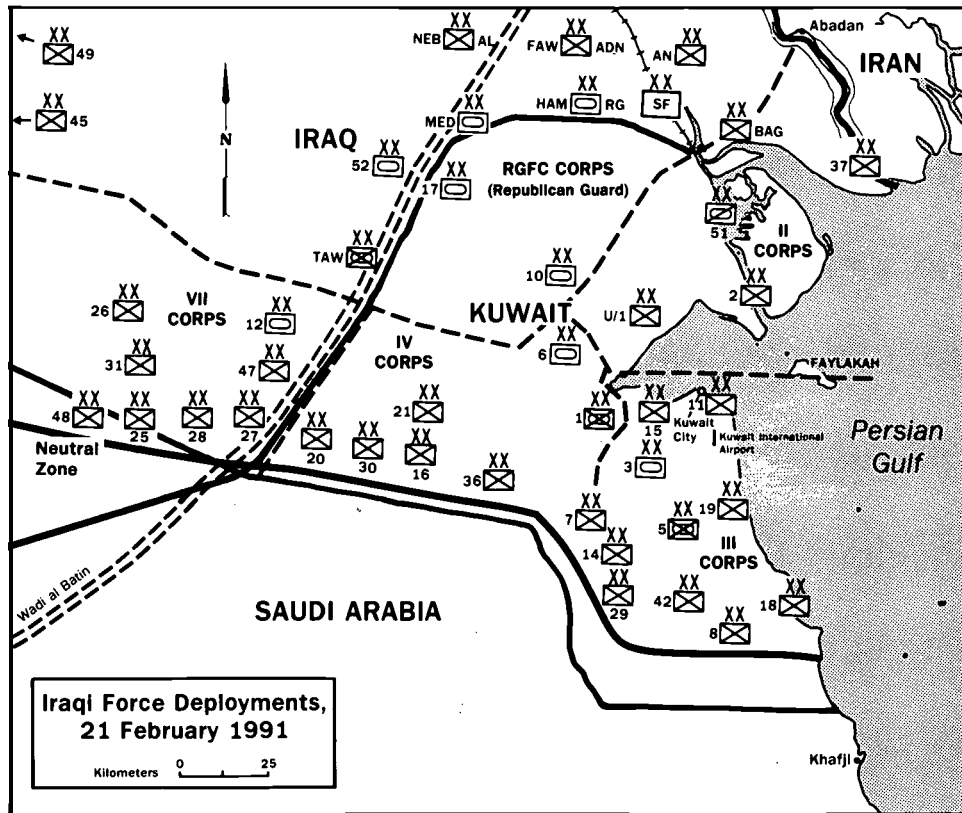 XX
49
XX
45
XX
NEB AL
XX
FAW ADN
XX
AN
Abadan
IRAN
N
IRAQ
XX
MED
XX
HAM RG
XX
SF
XX
BAG
XX
37
XX
52
XX
17
RGFC CORPS
(Republican Guard)
XX
51
II
CORPS
XX
TAW
XX
10
XX
2
XX
26
VII
CORPS
XX
12
KUWAIT
XX
U/1
XX
31
XX
47
IV
CORPS
XX
6
FAYLAKAH
XX
48
XX
25
XX
28
XX
27
XX
21
XX
1
XX
15
XX
11
Kuwait
City
Kuwait International
Airport
Persian
Gulf
Neutral
Zone
XX
20
XX
30
XX
16
XX
36
XX
3
XX
7
XX
19
XX
5
XX
14
III
CORPS
XX
29
XX
42
XX
18
XX
8
Wadi al Batin
SAUDI ARABIA
Iraqi Force Deployments,
21 February 1991
Kilometers 0 25
Khafji